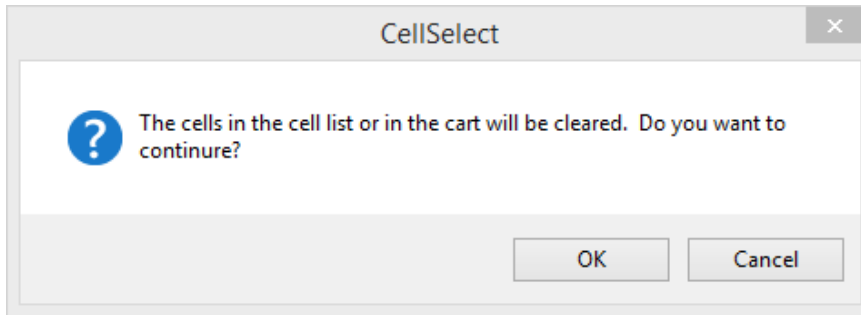 CellSelect
The cells in the cell list or in the cart will be cleared.  Do you want to
continure?
OK
Cancel